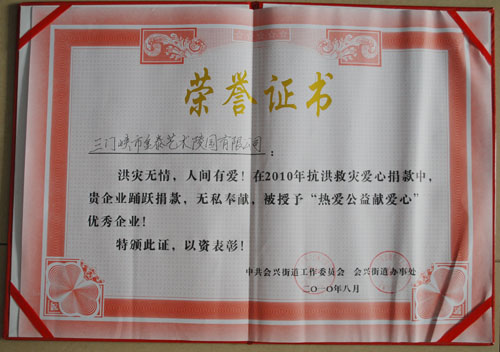 荣誉证书
三门峡市金泰艺术陵园有限公司：
洪灾无情，人间有爱！在2010年抗洪救灾爱心捐款中，
贵企业踊跃捐款，无私奉献，被授予“热爱公益献爱心”
优秀企业！
特颁此证，以资表彰！
中共会兴街道工作委员会 会兴街道办事处
二〇一〇年八月